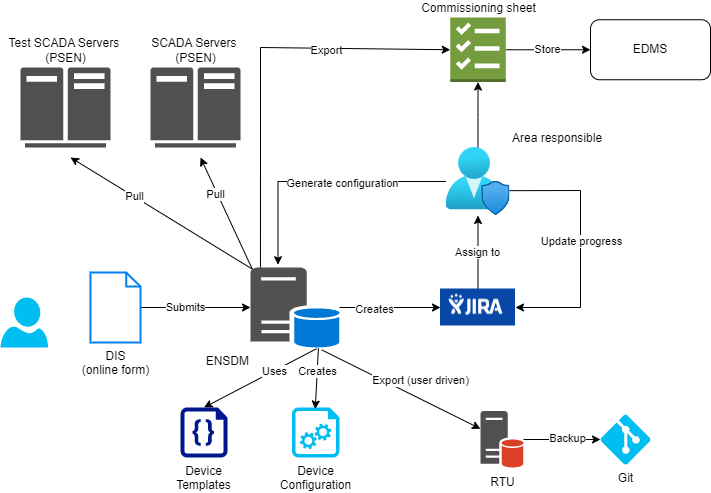 Commissioning sheet
Test SCADA Servers
(PSEN)
SCADA Servers
(PSEN)
Export
Store
EDMS
Area responsible
Pull
Pull
Generate configuration
Assign to
Update progress
Submits
Creates
JIRA
DIS
(online form)
ENSDM
Uses
Creates
Export (user driven)
{}
Device
Templates
Device
Configuration
RTU
Backup
Git